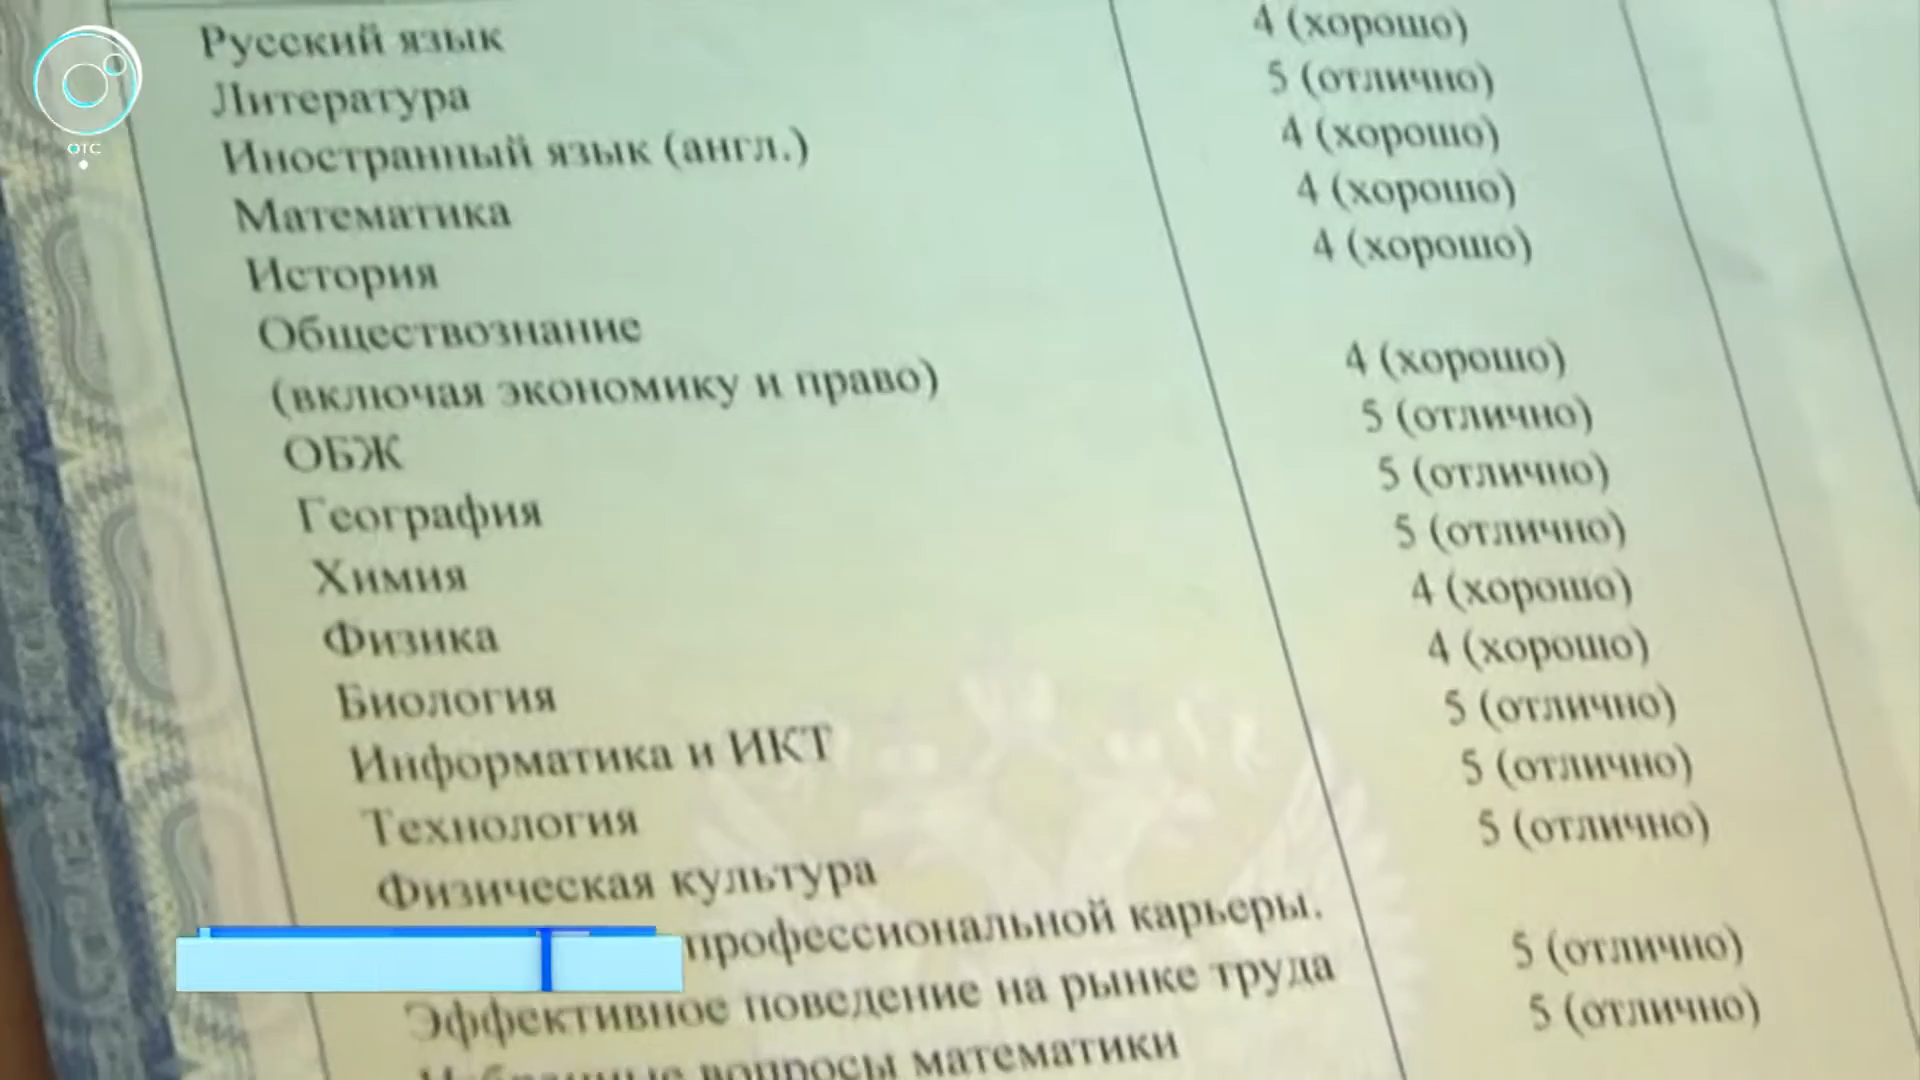 ОТС
Русский язык 4 (хорошо)
Литература 5 (отлично)
Иностранный язык (англ.) 4 (хорошо)
Математика 4 (хорошо)
История 4 (хорошо)
Обществознание
(включая экономику и право) 4 (хорошо)
ОБЖ 5 (отлично)
География 5 (отлично)
Химия 5 (отлично)
Физика 4 (хорошо)
Биология 4 (хорошо)
Информатика и ИКТ 5 (отлично)
Технология 5 (отлично)
Физическая культура 5 (отлично)
профессиональной карьеры.
Эффективное поведение на рынке труда 5 (отлично)
вопросы математики 5 (отлично)